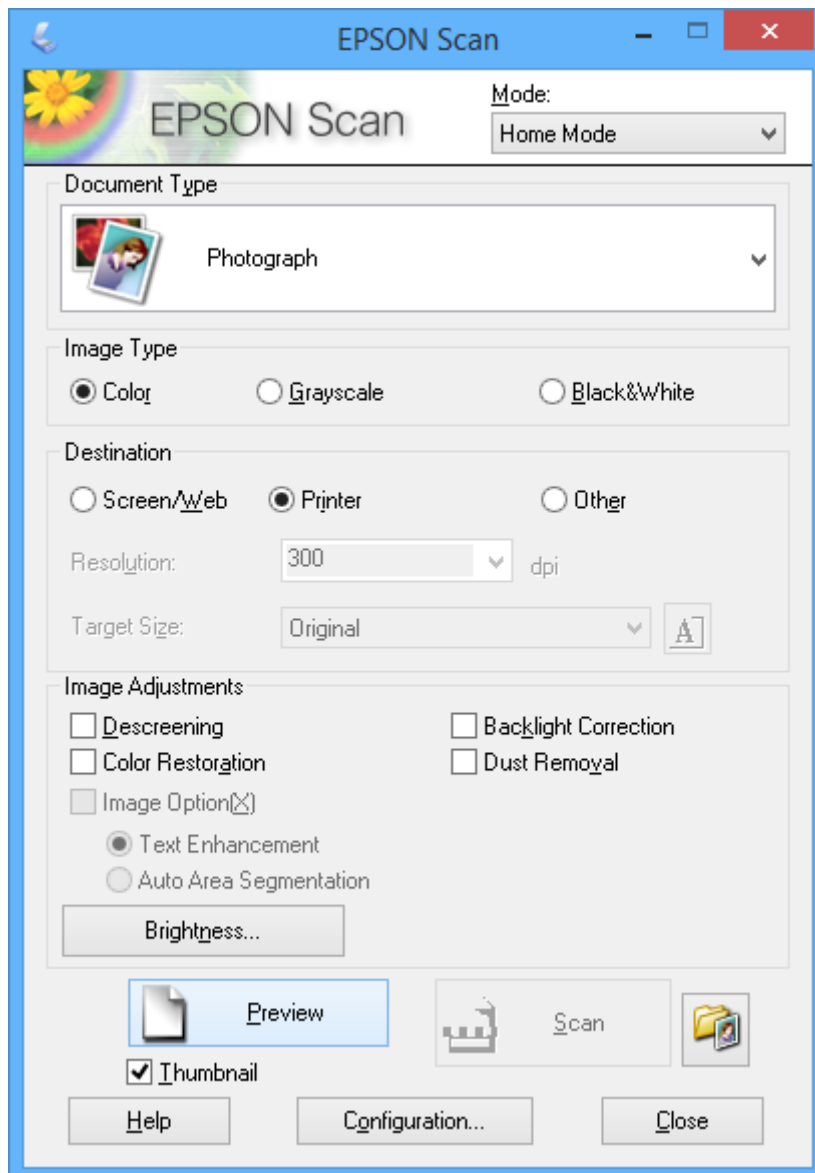 EPSON Scan
EPSON Scan
Mode:
Home Mode
Document Type
Photograph
Image Type
Color Grayscale Black&White
Destination
Screen/Web Printer Other
Resolution: 300 dpi
Target Size: Original A
Image Adjustments
Descreening Backlight Correction
Color Restoration Dust Removal
Image Option(X)
Text Enhancement
Auto Area Segmentation
Brightness...
Preview Scan
Thumbnail
Help Configuration... Close